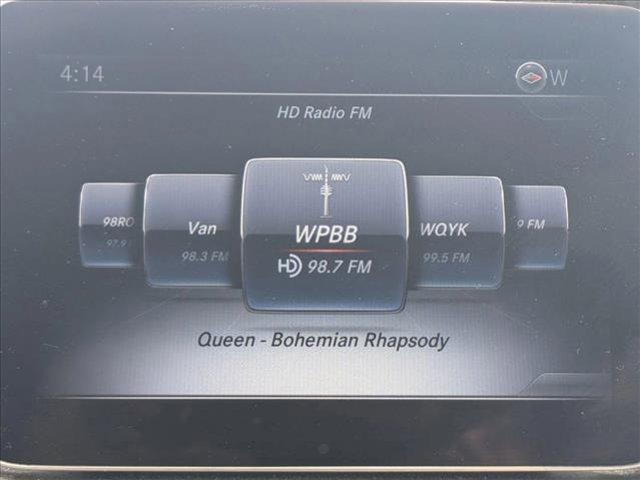 4:14
W
HD Radio FM
98RO Van WPBB WQYK 9 FM
97.9 98.3 FM HD 98.7 FM 99.5 FM
Queen - Bohemian Rhapsody